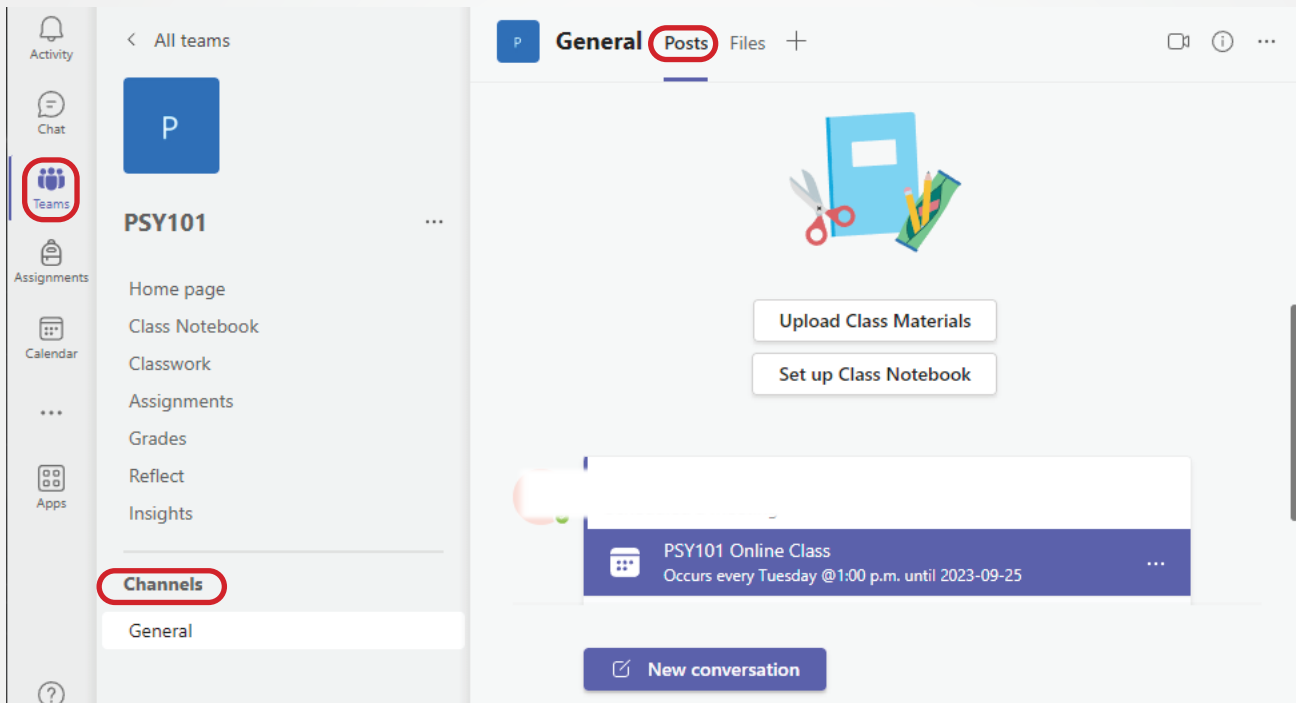 Activity
Chat
Teams
Assignments
Calendar
Apps
All teams
P
PSY101
Home page
Class Notebook
Classwork
Assignments
Grades
Reflect
Insights
Channels
General
P
General Posts Files
Upload Class Materials
Set up Class Notebook
PSY101 Online Class
Occurs every Tuesday @1:00 p.m. until 2023-09-25
New conversation